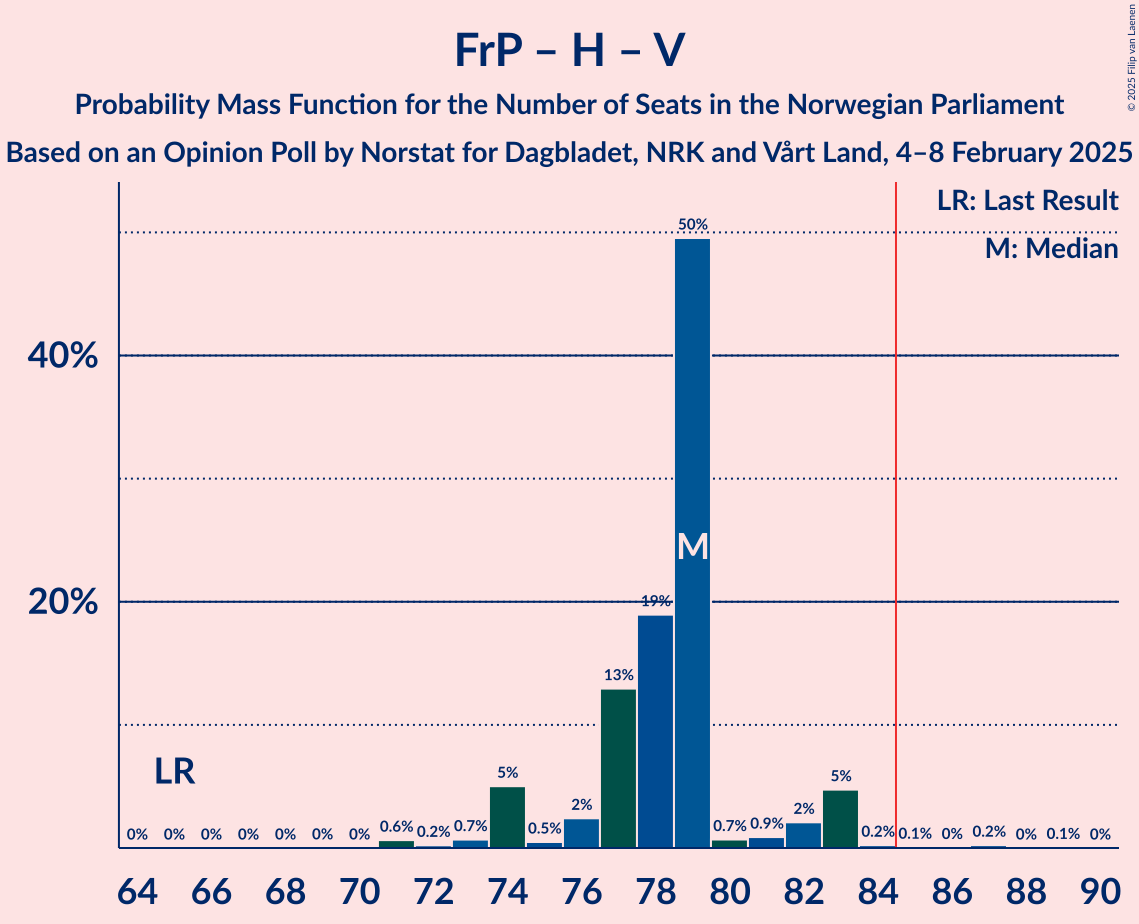 FrP – H – V
Probability Mass Function for the Number of Seats in the Norwegian Parliament
Based on an Opinion Poll by Norstat for Dagbladet, NRK and Vårt Land, 4–8 February 2025
© 2025 Filip van Laenen
LR: Last Result
M: Median
50%
40%
M
20%
19%
13%
LR
5%
5%
2%
2%
0% 0% 0% 0% 0% 0% 0% 0.6% 0.2% 0.7% 0.5% 0.7% 0.9% 0.2% 0.1% 0% 0.2% 0% 0.1% 0%
64 66 68 70 72 74 76 78 80 82 84 86 88 90